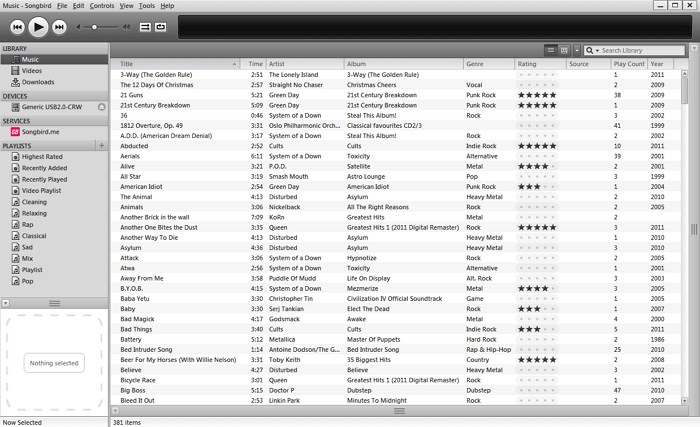 Music - Songbird File Edit Controls View Tools Help
Search Library
LIBRARY
Music
Videos
Downloads
DEVICES
Generic USB2.0-CRW
SERVICES
Songbird.me
PLAYLISTS
Highest Rated
Recently Added
Recently Played
Video Playlist
Cleaning
Relaxing
Rap
Classical
Sad
Mix
Playlist
Pop
Nothing selected
Title Time Artist Album Genre Rating Source Play Count Year
3-Way (The Golden Rule) 2:51 The Lonely Island 3-Way (The Golden Rule) 1 2011
The 12 Days Of Christmas 2:57 Straight No Chaser Christmas Cheers Vocal 2 2009
21 Guns 5:21 Green Day 21st Century Breakdown Punk Rock 38 2009
21st Century Breakdown 5:09 Green Day 21st Century Breakdown Punk Rock 1 2009
36 0:46 System of a Down Steal This Album! Rock 2 2002
1812 Overture, Op. 49 3:31 Oslo Philharmonic Orch... Classical favourites CD2/3 41 1999
A.D.D. (American Dream Denial) 3:17 System of a Down Steal This Album! Rock 2 2002
Abducted 2:52 Cults Cults Indie Rock 10 2011
Aerials 6:11 System of a Down Toxicity Alternative 39 2001
Alive 3:21 P.O.D. Satellite Metal 2 2001
All Star 3:19 Smash Mouth Astro Lounge Pop 3 1999
American Idiot 2:54 Green Day American Idiot Punk Rock 1 2004
The Animal 4:13 Disturbed Asylum Heavy Metal 2 2010
Animals 3:06 Nickelback All The Right Reasons Rock 2 2005
Another Brick in the wall 7:09 KoRn Greatest Hits Metal 2
Another One Bites the Dust 3:35 Queen Greatest Hits 1 (2011 Digital Remaster) Rock 3 2011
Another Way To Die 4:13 Disturbed Asylum Heavy Metal 1 2010
Asylum 4:36 Disturbed Asylum Heavy Metal 3 2010
Attack 3:06 System of a Down Hypnotize Rock 2 2005
Atwa 2:56 System of a Down Toxicity Alternative 1 2001
Away From Me 3:58 Puddle Of Mudd Life On Display Alt. Rock 3 2003
B.Y.O.B. 4:15 System of a Down Mezmerize Metal 3 2005
Baba Yetu 3:30 Christopher Tin Civilization IV Official Soundtrack Game 1 2005
Baby 3:30 Serj Tankian Elect The Dead Rock 1 2007
Bad Magick 4:17 Godsmack Awake Metal 4 2000
Bad Things 3:40 Cults Cults Indie Rock 5 2011
Battery 5:12 Metallica Master Of Puppets Hard Rock 2 1986
Bed Intruder Song 1:14 Antoine Dodson/The G... Bed Intruder Song Rap & Hip-Hop 25 2010
Beer For My Horses (With Willie Nelson) 3:31 Toby Keith 35 Biggest Hits Country 2 2008
Believe 4:27 Disturbed Believe Heavy Metal 3 2002
Bicycle Race 3:01 Queen Greatest Hits 1 (2011 Digital Remaster) Rock 1 2011
Big Boss 5:15 Doctor P Dubstep Dubstep 47 2010
Bleed It Out 2:53 Linkin Park Minutes To Midnight Rock 2 2007
Now Selected 381 items